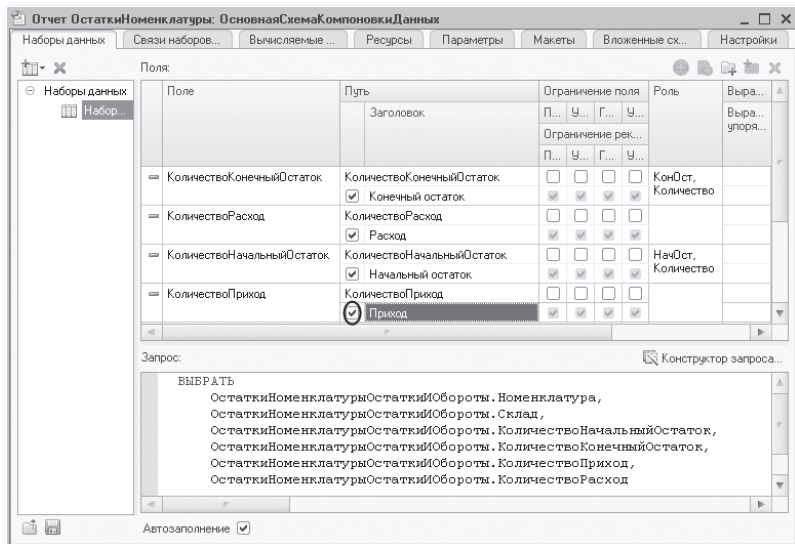 Отчет ОстаткиНоменклатуры: ОсновнаяСхемаКомпоновкиДанных
Наборы данных Связи наборов... Вычисляемые ... Ресурсы Параметры Макеты Вложенные сх... Настройки
Поля:
Наборы данных
Набор...
Поле Путь Ограничение поля Роль Выра...
Заголовок П... У... Г... У... Выра...
упоря...
Ограничение рек...
П... У... Г... У...
КоличествоКонечныйОстаток КоличествоКонечныйОстаток КонОст,
Количество
Конечный остаток
КоличествоРасход КоличествоРасход
Расход
КоличествоНачальныйОстаток КоличествоНачальныйОстаток НачОст,
Количество
Начальный остаток
КоличествоПриход КоличествоПриход
Приход
Запрос: Конструктор запроса...
ВЫБРАТЬ
ОстаткиНоменклатурыОстаткиИОбороты.Номенклатура,
ОстаткиНоменклатурыОстаткиИОбороты.Склад,
ОстаткиНоменклатурыОстаткиИОбороты.КоличествоНачальныйОстаток,
ОстаткиНоменклатурыОстаткиИОбороты.КоличествоКонечныйОстаток,
ОстаткиНоменклатурыОстаткиИОбороты.КоличествоПриход,
ОстаткиНоменклатурыОстаткиИОбороты.КоличествоРасход
Автозаполнение